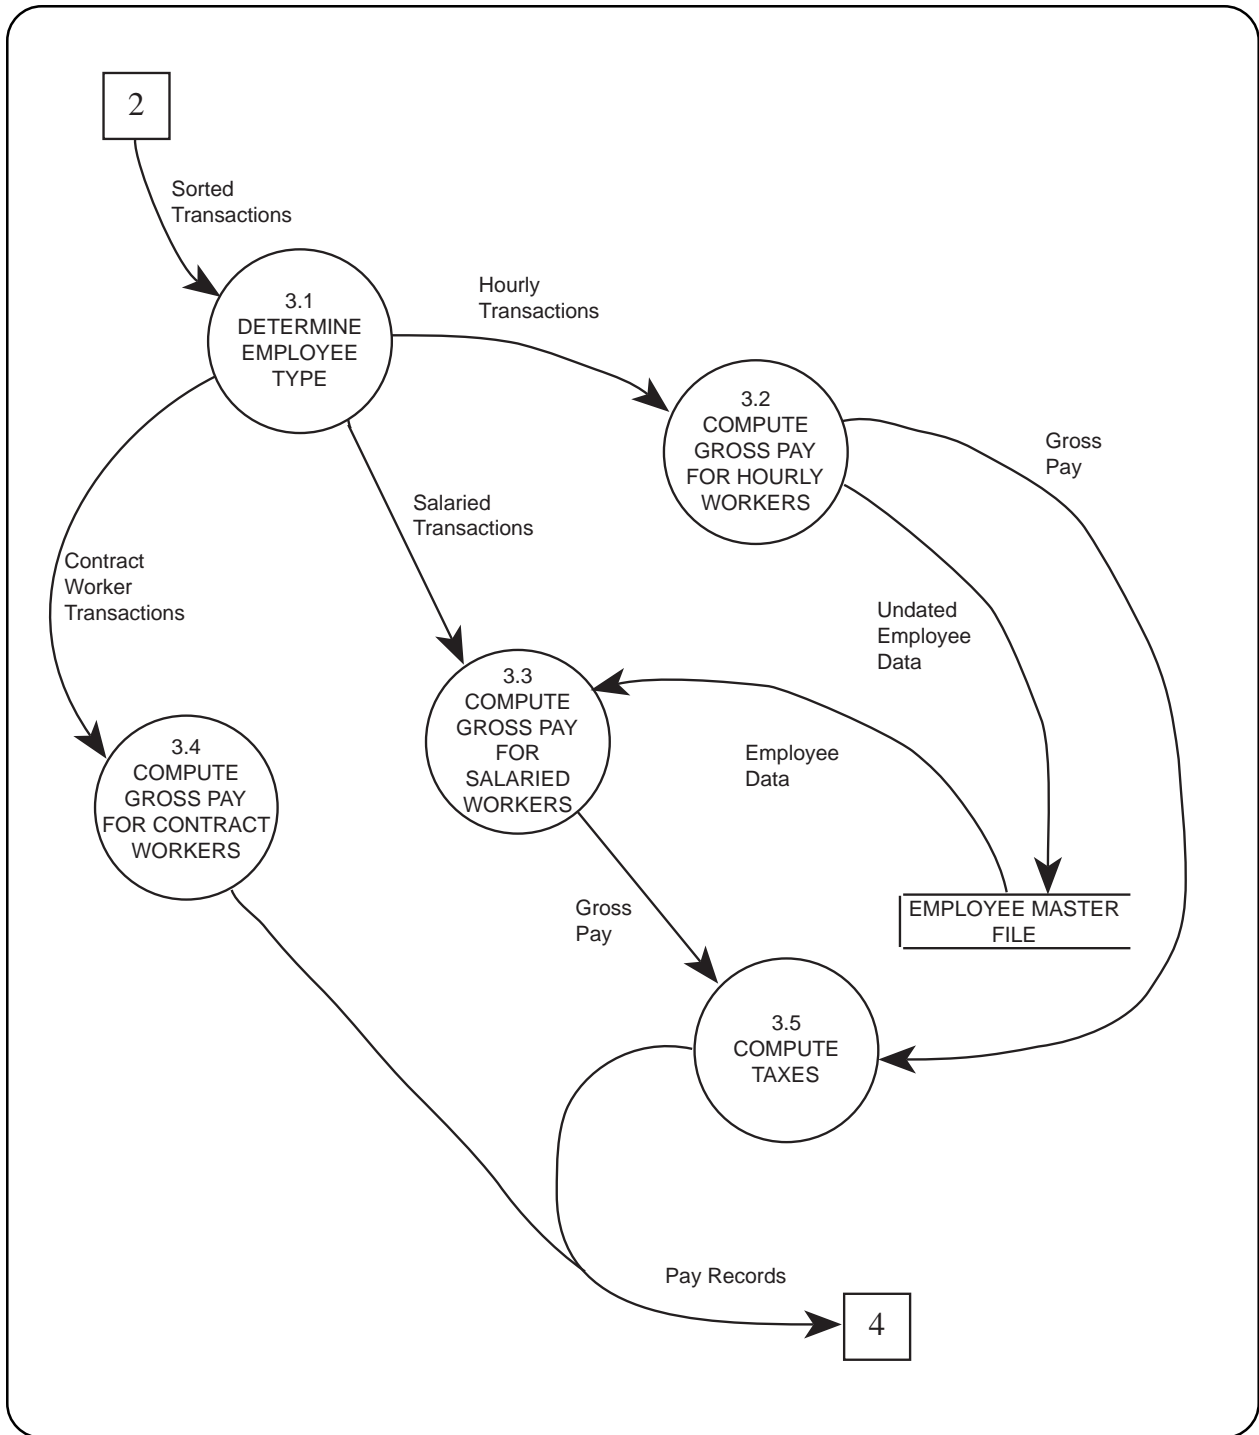 2
Sorted
Transactions
3.1
DETERMINE
EMPLOYEE
TYPE
Hourly
Transactions
3.2
COMPUTE
GROSS PAY
FOR HOURLY
WORKERS
Gross
Pay
Salaried
Transactions
Contract
Worker
Transactions
Undated
Employee
Data
3.3
COMPUTE
GROSS PAY
FOR
SALARIED
WORKERS
3.4
COMPUTE
GROSS PAY
FOR CONTRACT
WORKERS
Employee
Data
Gross
Pay
EMPLOYEE MASTER
FILE
3.5
COMPUTE
TAXES
Pay Records
4